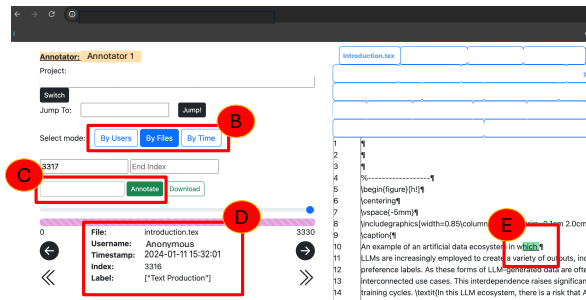 Annotator: Annotator 1
Project:
Switch
Jump To: Jump!
Select mode: By Users By Files By Time
B
3317 End Index
C
Annotate Download
D
0 3330
File: introduction.tex
Username: Anonymous
Timestamp: 2024-01-11 15:32:01
Index: 3316
Label: ["Text Production"]
Introduction.tex
1 ¶
2 ¶
3 ¶
4 %----------------¶
5 \begin{figure}[h!]¶
6 \centering¶
7 \vspace{-5mm}¶
8 \includegraphics[width=0.85\column
2.0cm
E
9 \caption{¶
10 An example of an artificial data ecosystem in which ¶
11 LLMs are increasingly employed to create a variety of outputs,
12 preference labels. As these forms of LLM-generated data are
13 interconnected use cases. This interdependence raises
14 training cycles. \textit{In this LLM ecosystem, there is a risk that